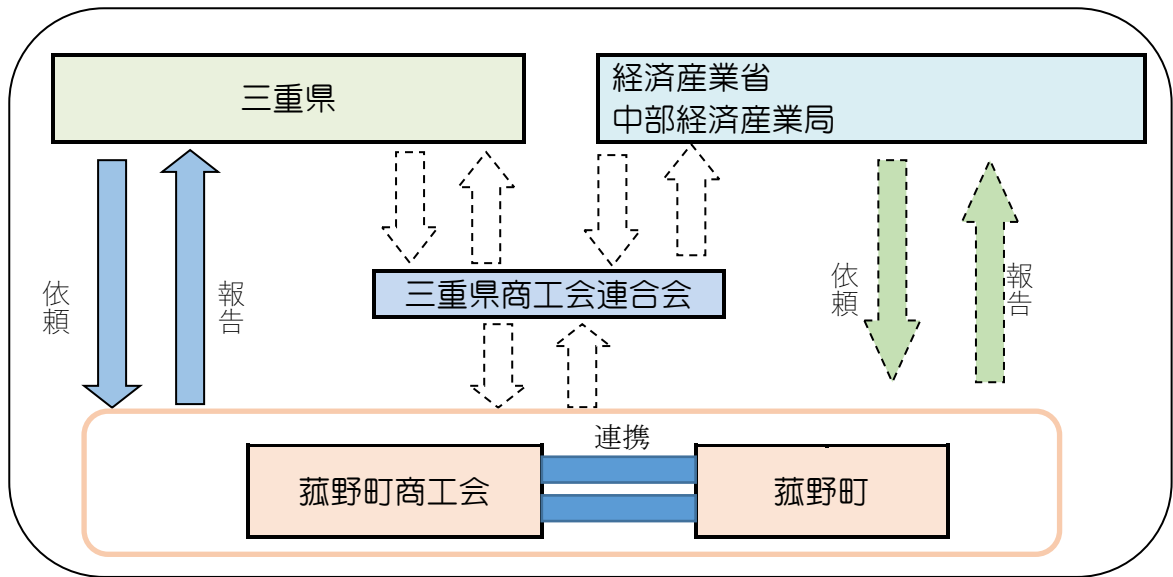 三重県
経済産業省
中部経済産業局
依頼
報告
三重県商工会連合会
依頼
報告
連携
菰野町商工会
菰野町